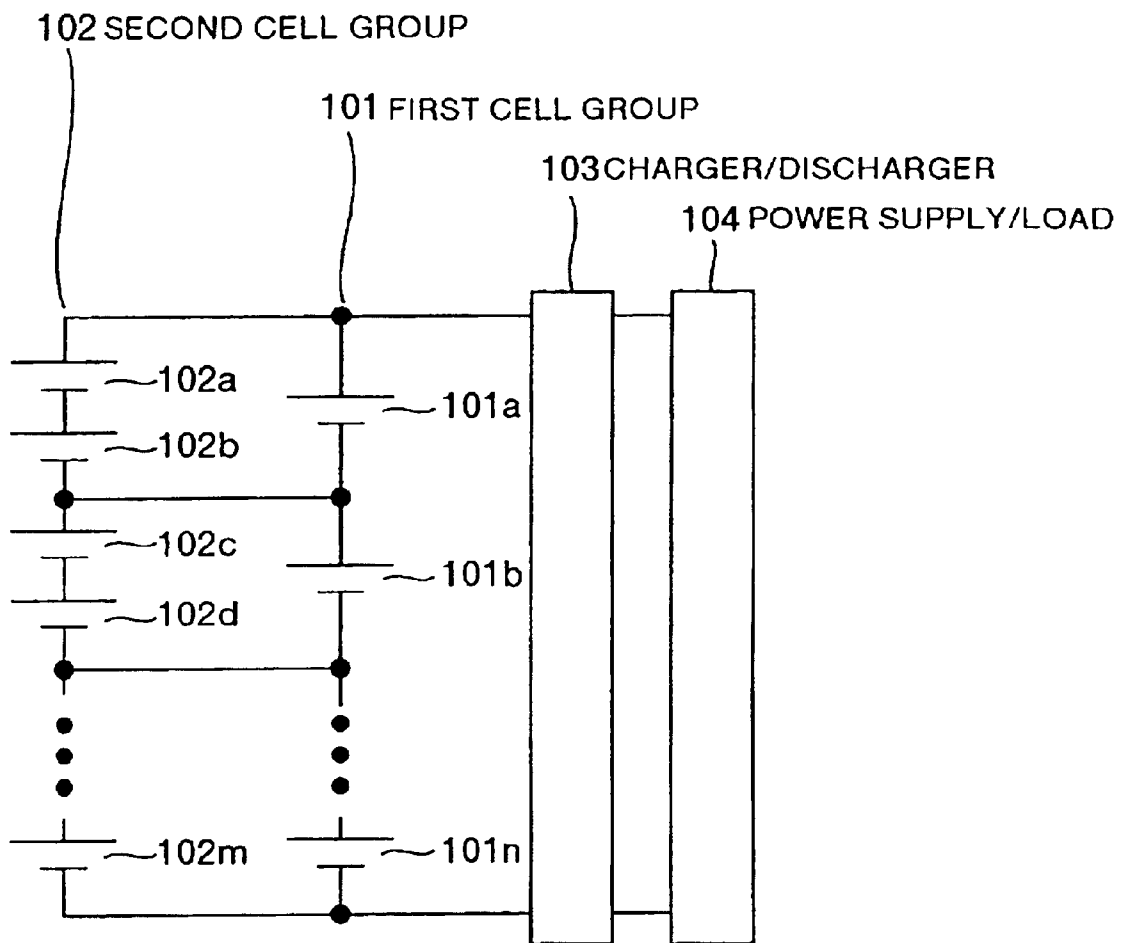 102 SECOND CELL GROUP
101 FIRST CELL GROUP
103 CHARGER/DISCHARGER
104 POWER SUPPLY/LOAD
102a
101a
102b
102c
101b
102d
102m
101n